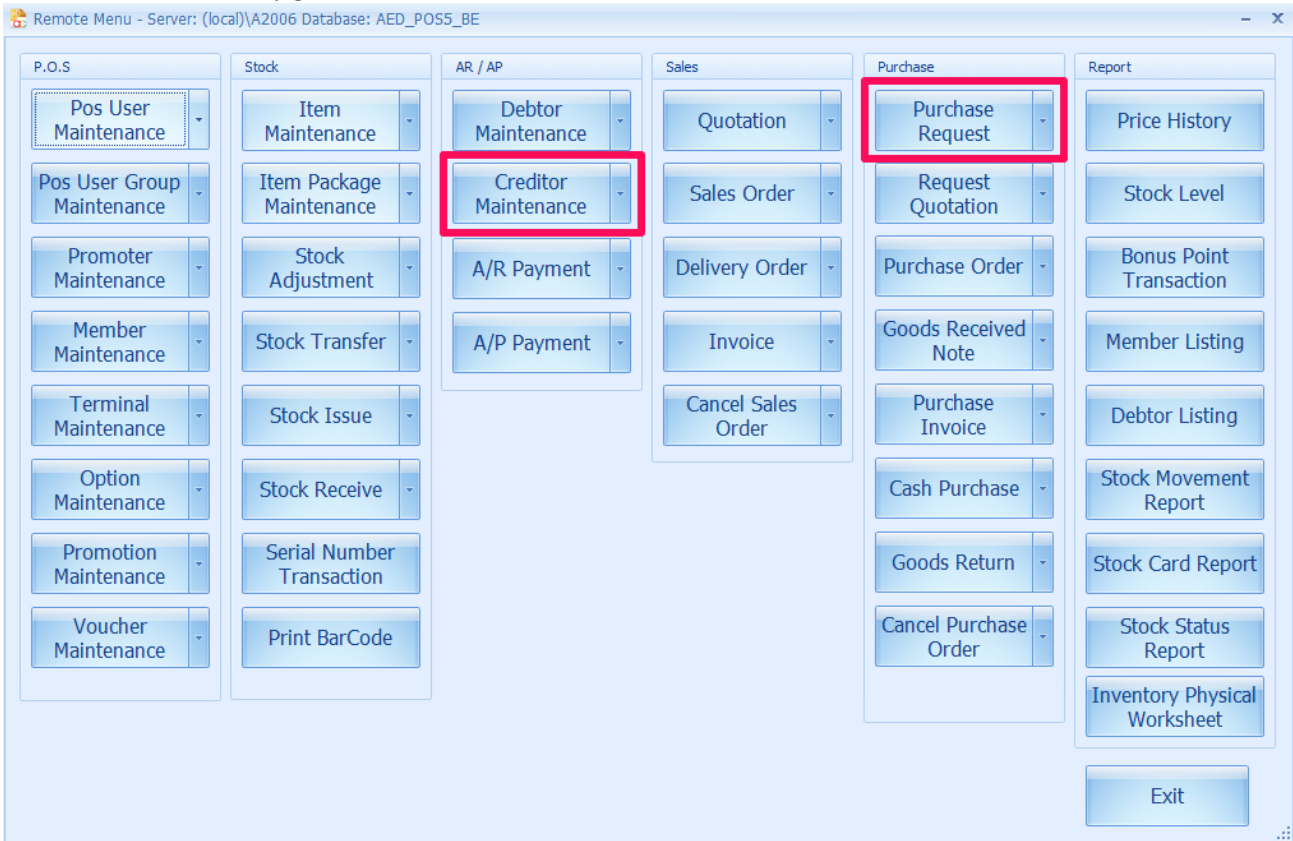 Remote Menu - Server: (local)\A2006 Database: AED_POS5_BE
P.O.S
Pos User
Maintenance
Pos User Group
Maintenance
Promoter
Maintenance
Member
Maintenance
Terminal
Maintenance
Option
Maintenance
Promotion
Maintenance
Voucher
Maintenance
Stock
Item
Maintenance
Item Package
Maintenance
Stock
Adjustment
Stock Transfer
Stock Issue
Stock Receive
Serial Number
Transaction
Print BarCode
AR / AP
Debtor
Maintenance
Creditor
Maintenance
A/R Payment
A/P Payment
Sales
Quotation
Sales Order
Delivery Order
Invoice
Cancel Sales
Order
Purchase
Purchase
Request
Request
Quotation
Purchase Order
Goods Received
Note
Purchase
Invoice
Cash Purchase
Goods Return
Cancel Purchase
Order
Report
Price History
Stock Level
Bonus Point
Transaction
Member Listing
Debtor Listing
Stock Movement
Report
Stock Card Report
Stock Status
Report
Inventory Physical
Worksheet
Exit